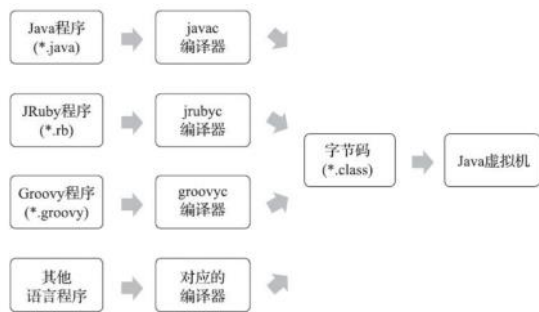 Java程序
(*.java)
javac
编译器
JRuby程序
(*.rb)
jrubyc
编译器
Groovy程序
(*.groovy)
groovyc
编译器
其他
语言程序
对应的
编译器
字节码
(*.class)
Java虚拟机